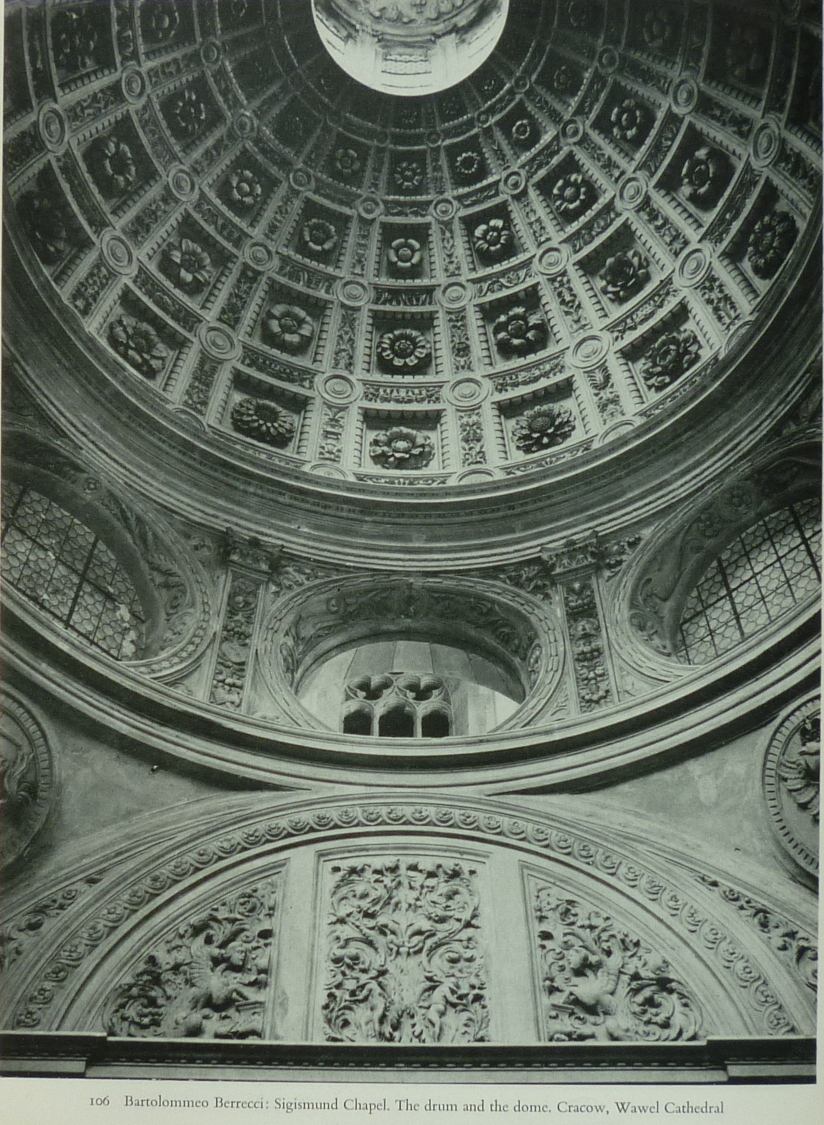 106 Bartolommeo Berrecci: Sigismund Chapel. The drum and the dome. Cracow, Wawel Cathedral